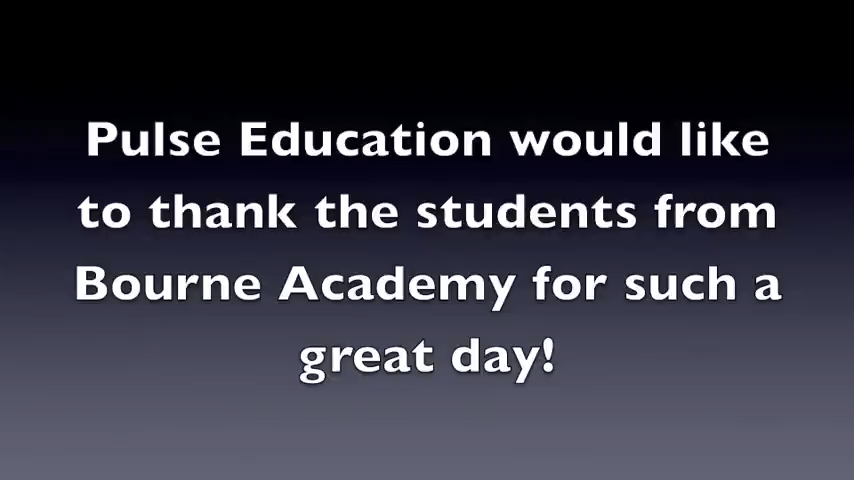 Pulse Education would like
to thank the students from
Bourne Academy for such a
great day!